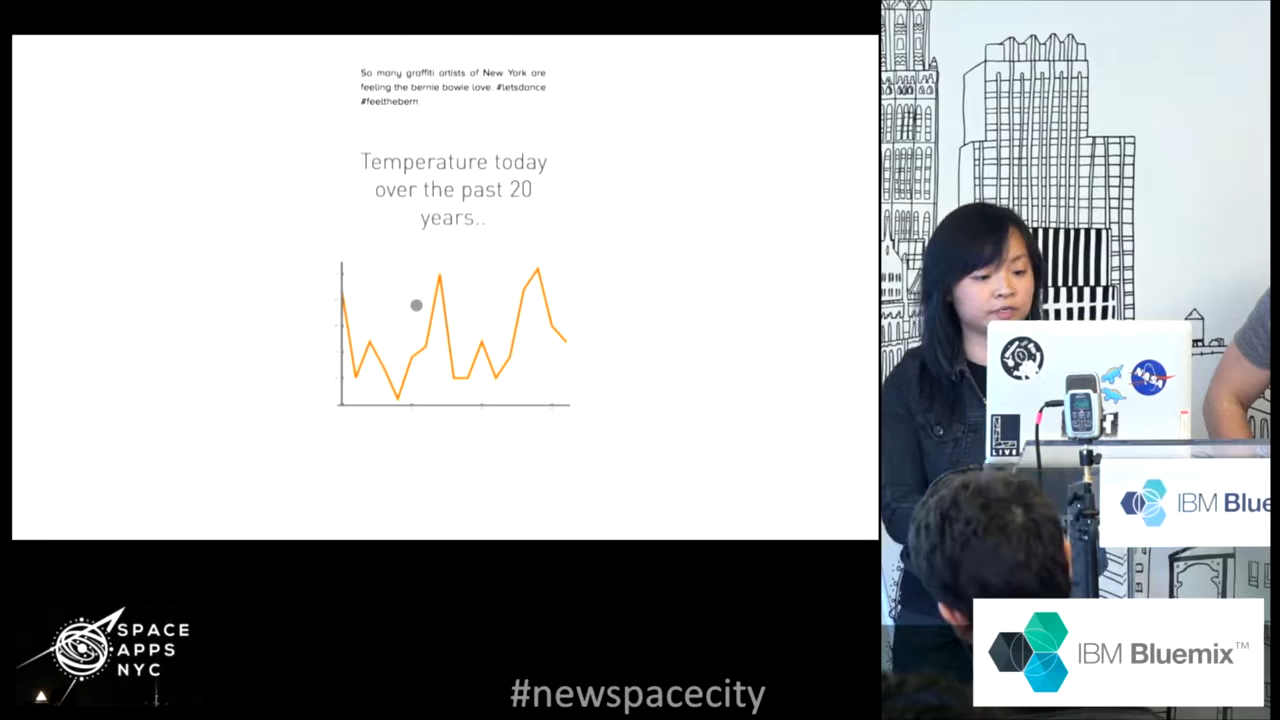 So many graffiti artists of New York are
feeling the bernie bowie love. #letsdance
#feelthebern
Temperature today
over the past 20
years..
NASA
LIVE
IBM Blue
SPACE
APPS
NYC
IBM Bluemix™
#newspacecity